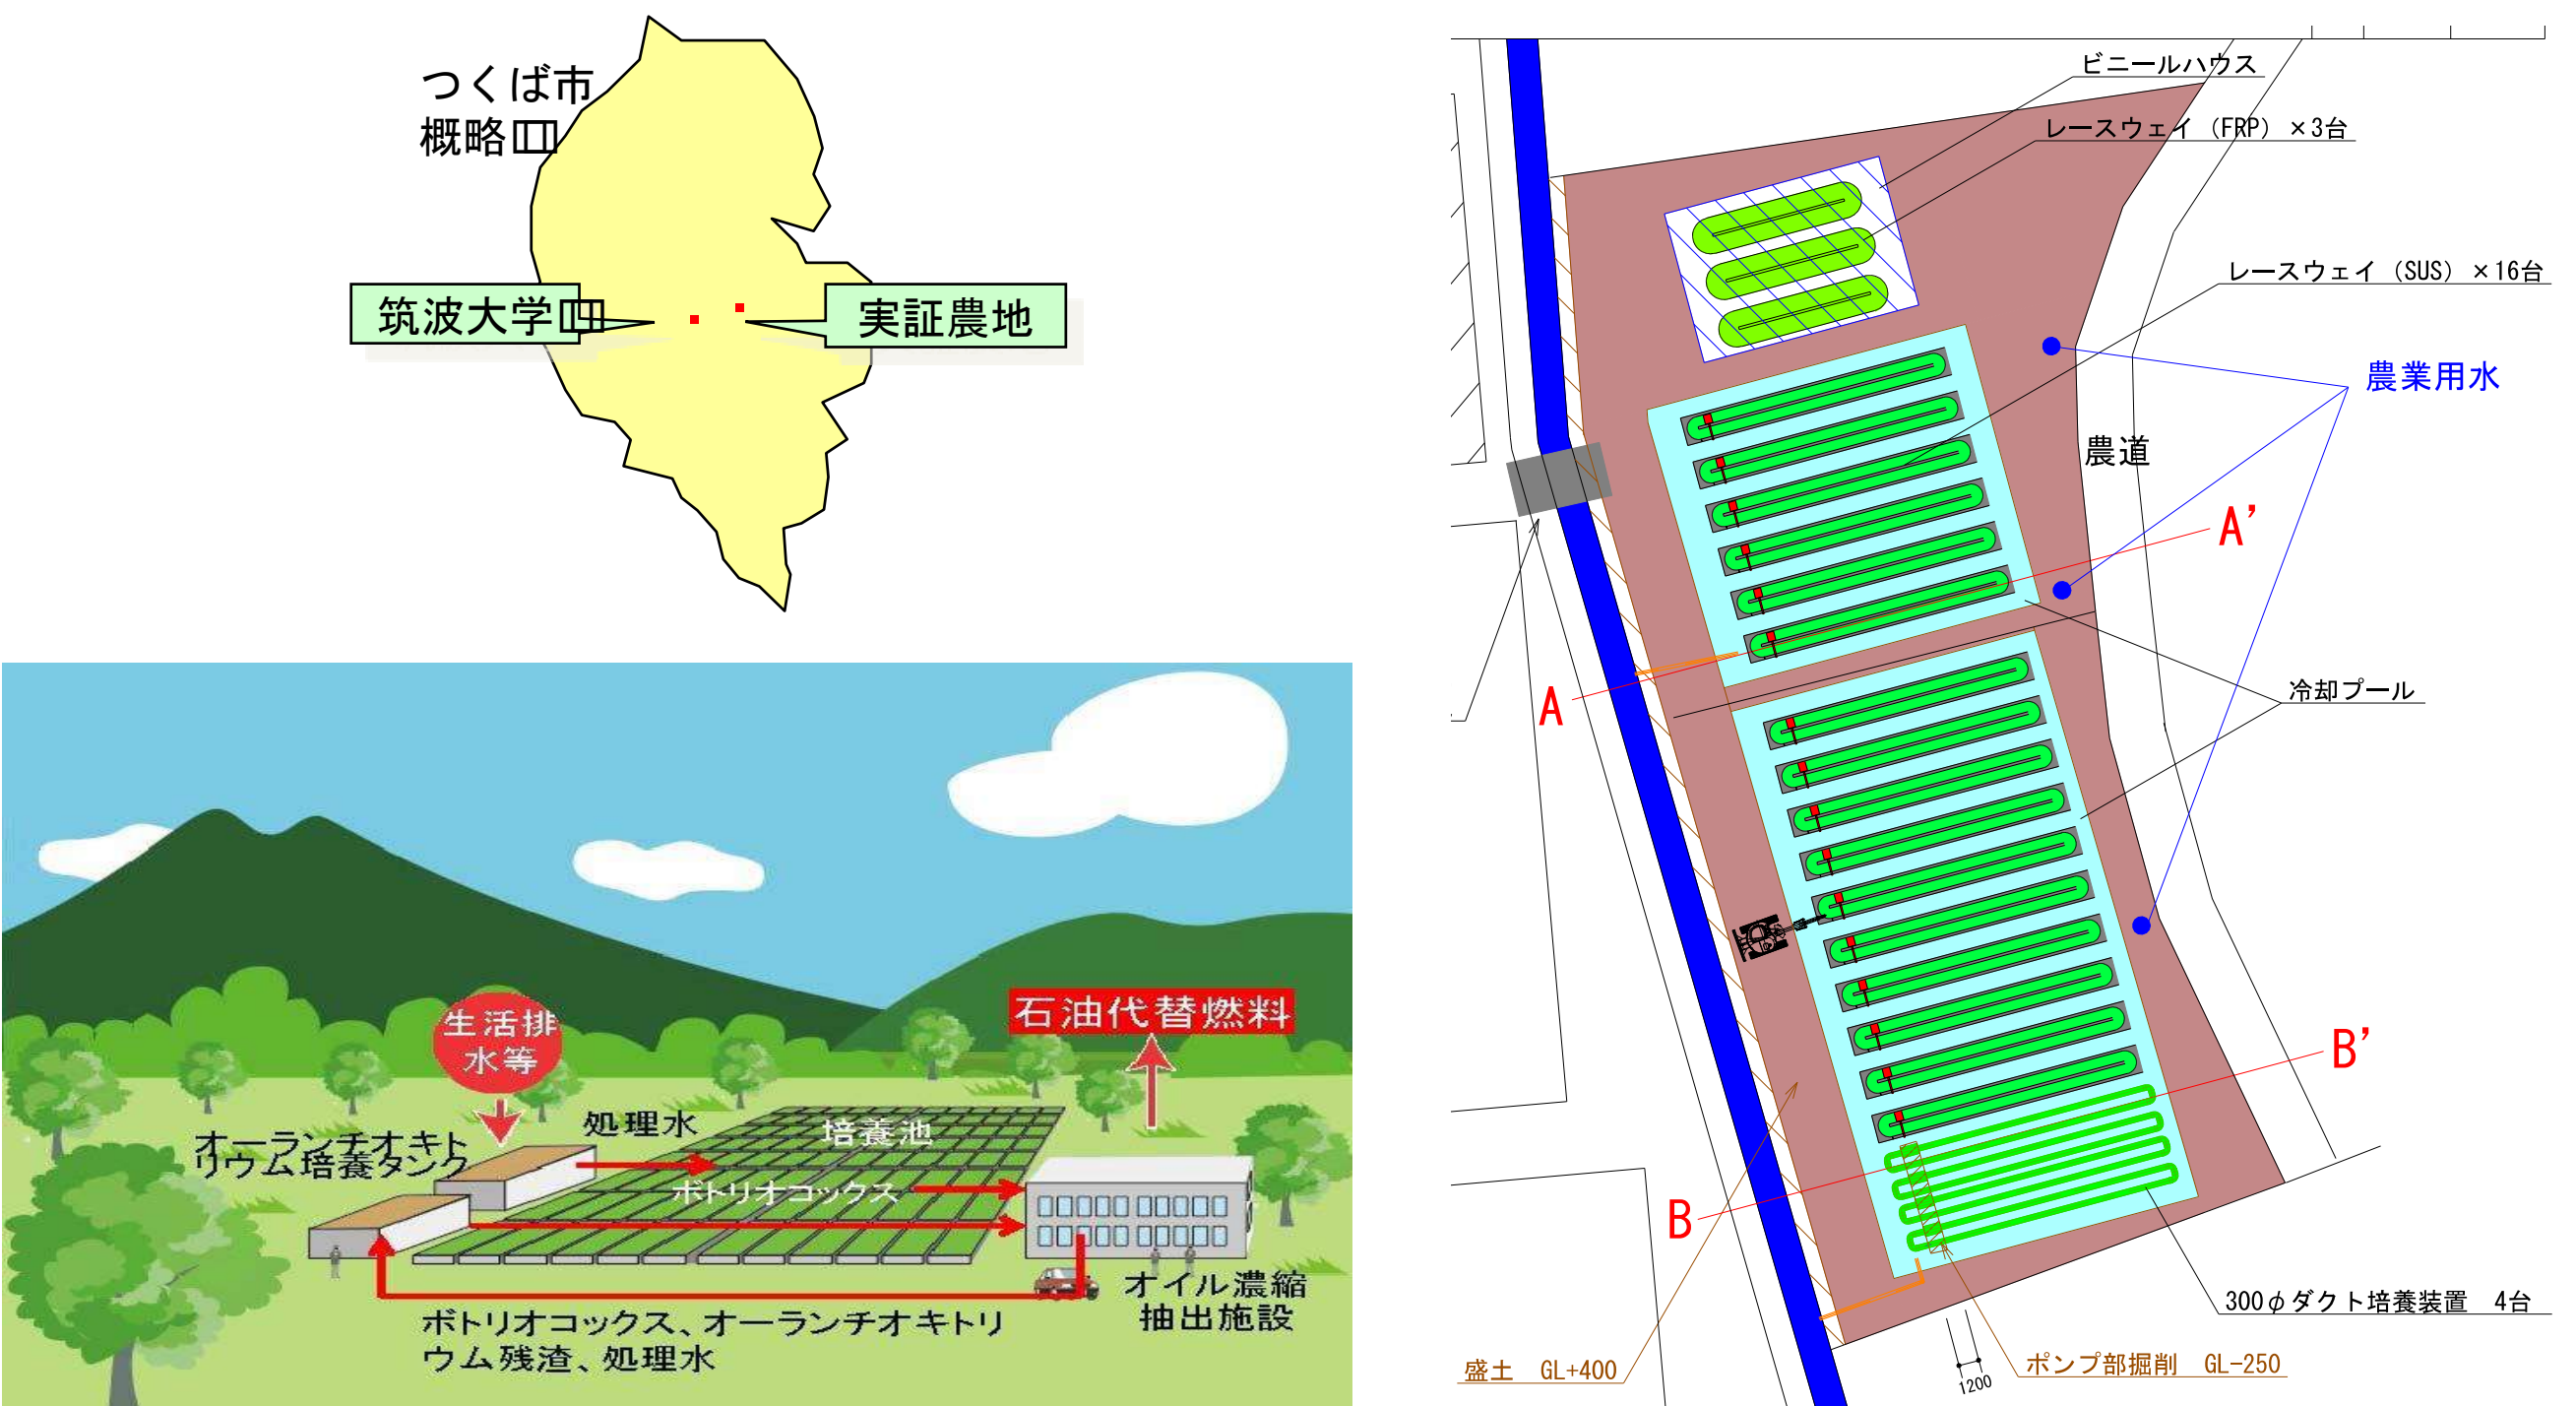 つくば市
概略
筑波大学
実証農地
生活排
水等
石油代替燃料
オーランチオキト
リウム培養タンク
処理水
培養池
ボトリオコックス
オイル濃縮
抽出施設
ボトリオコックス、オーランチオキトリ
ウム残渣、処理水
ビニールハウス
レースウェイ（FRP）×3台
レースウェイ（SUS）×16台
農業用水
農道
A'
A
冷却プール
B'
B
300φダクト培養装置　4台
盛土　GL+400
ポンプ部掘削　GL-250
1200